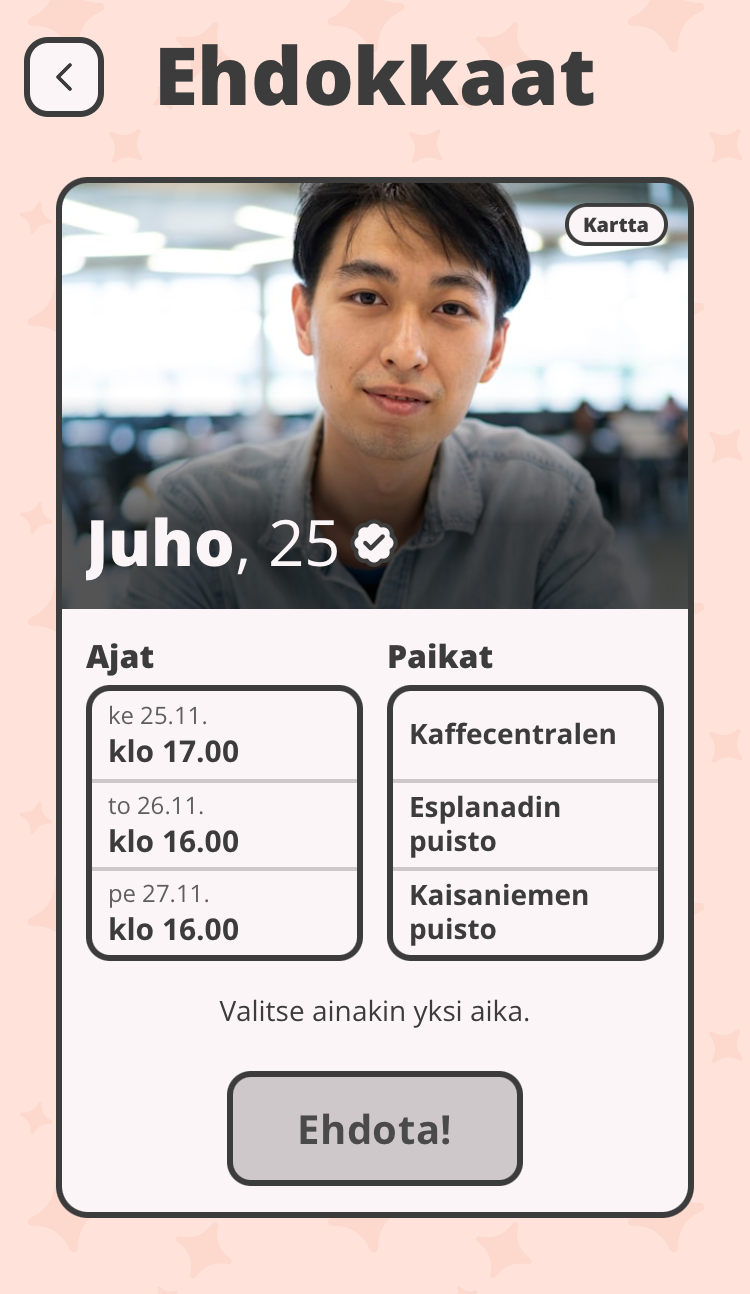 Ehdokkaat
Kartta
Juho, 25
Ajat
ke 25.11.
klo 17.00
to 26.11.
klo 16.00
pe 27.11.
klo 16.00
Paikat
Kaffecentralen
Esplanadin
puisto
Kaisaniemen
puisto
Valitse ainakin yksi aika.
Ehdota!